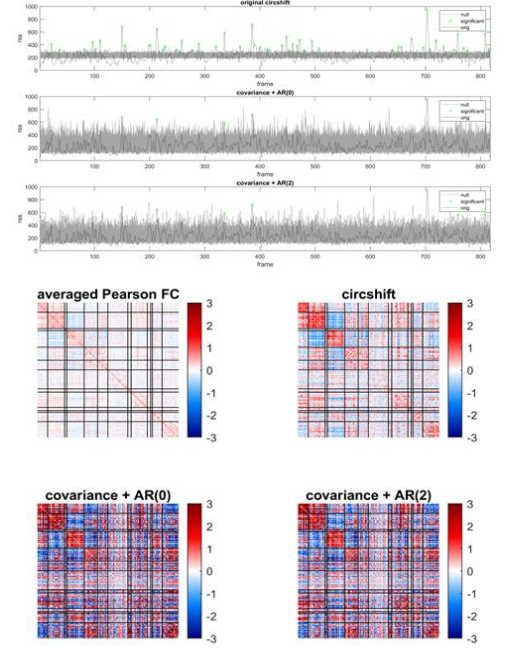 original circshift
1000
800
600
400
200
0
rss
100 200 300 400 500 600 700 800
frame
null
significant
orig
covariance + AR(0)
1000
800
600
400
200
0
rss
100 200 300 400 500 600 700 800
frame
null
significant
orig
covariance + AR(2)
1000
800
600
400
200
0
rss
100 200 300 400 500 600 700 800
frame
null
significant
orig
averaged Pearson FC
3
2
1
0
-1
-2
-3
circshift
3
2
1
0
-1
-2
-3
covariance + AR(0)
3
2
1
0
-1
-2
-3
covariance + AR(2)
3
2
1
0
-1
-2
-3